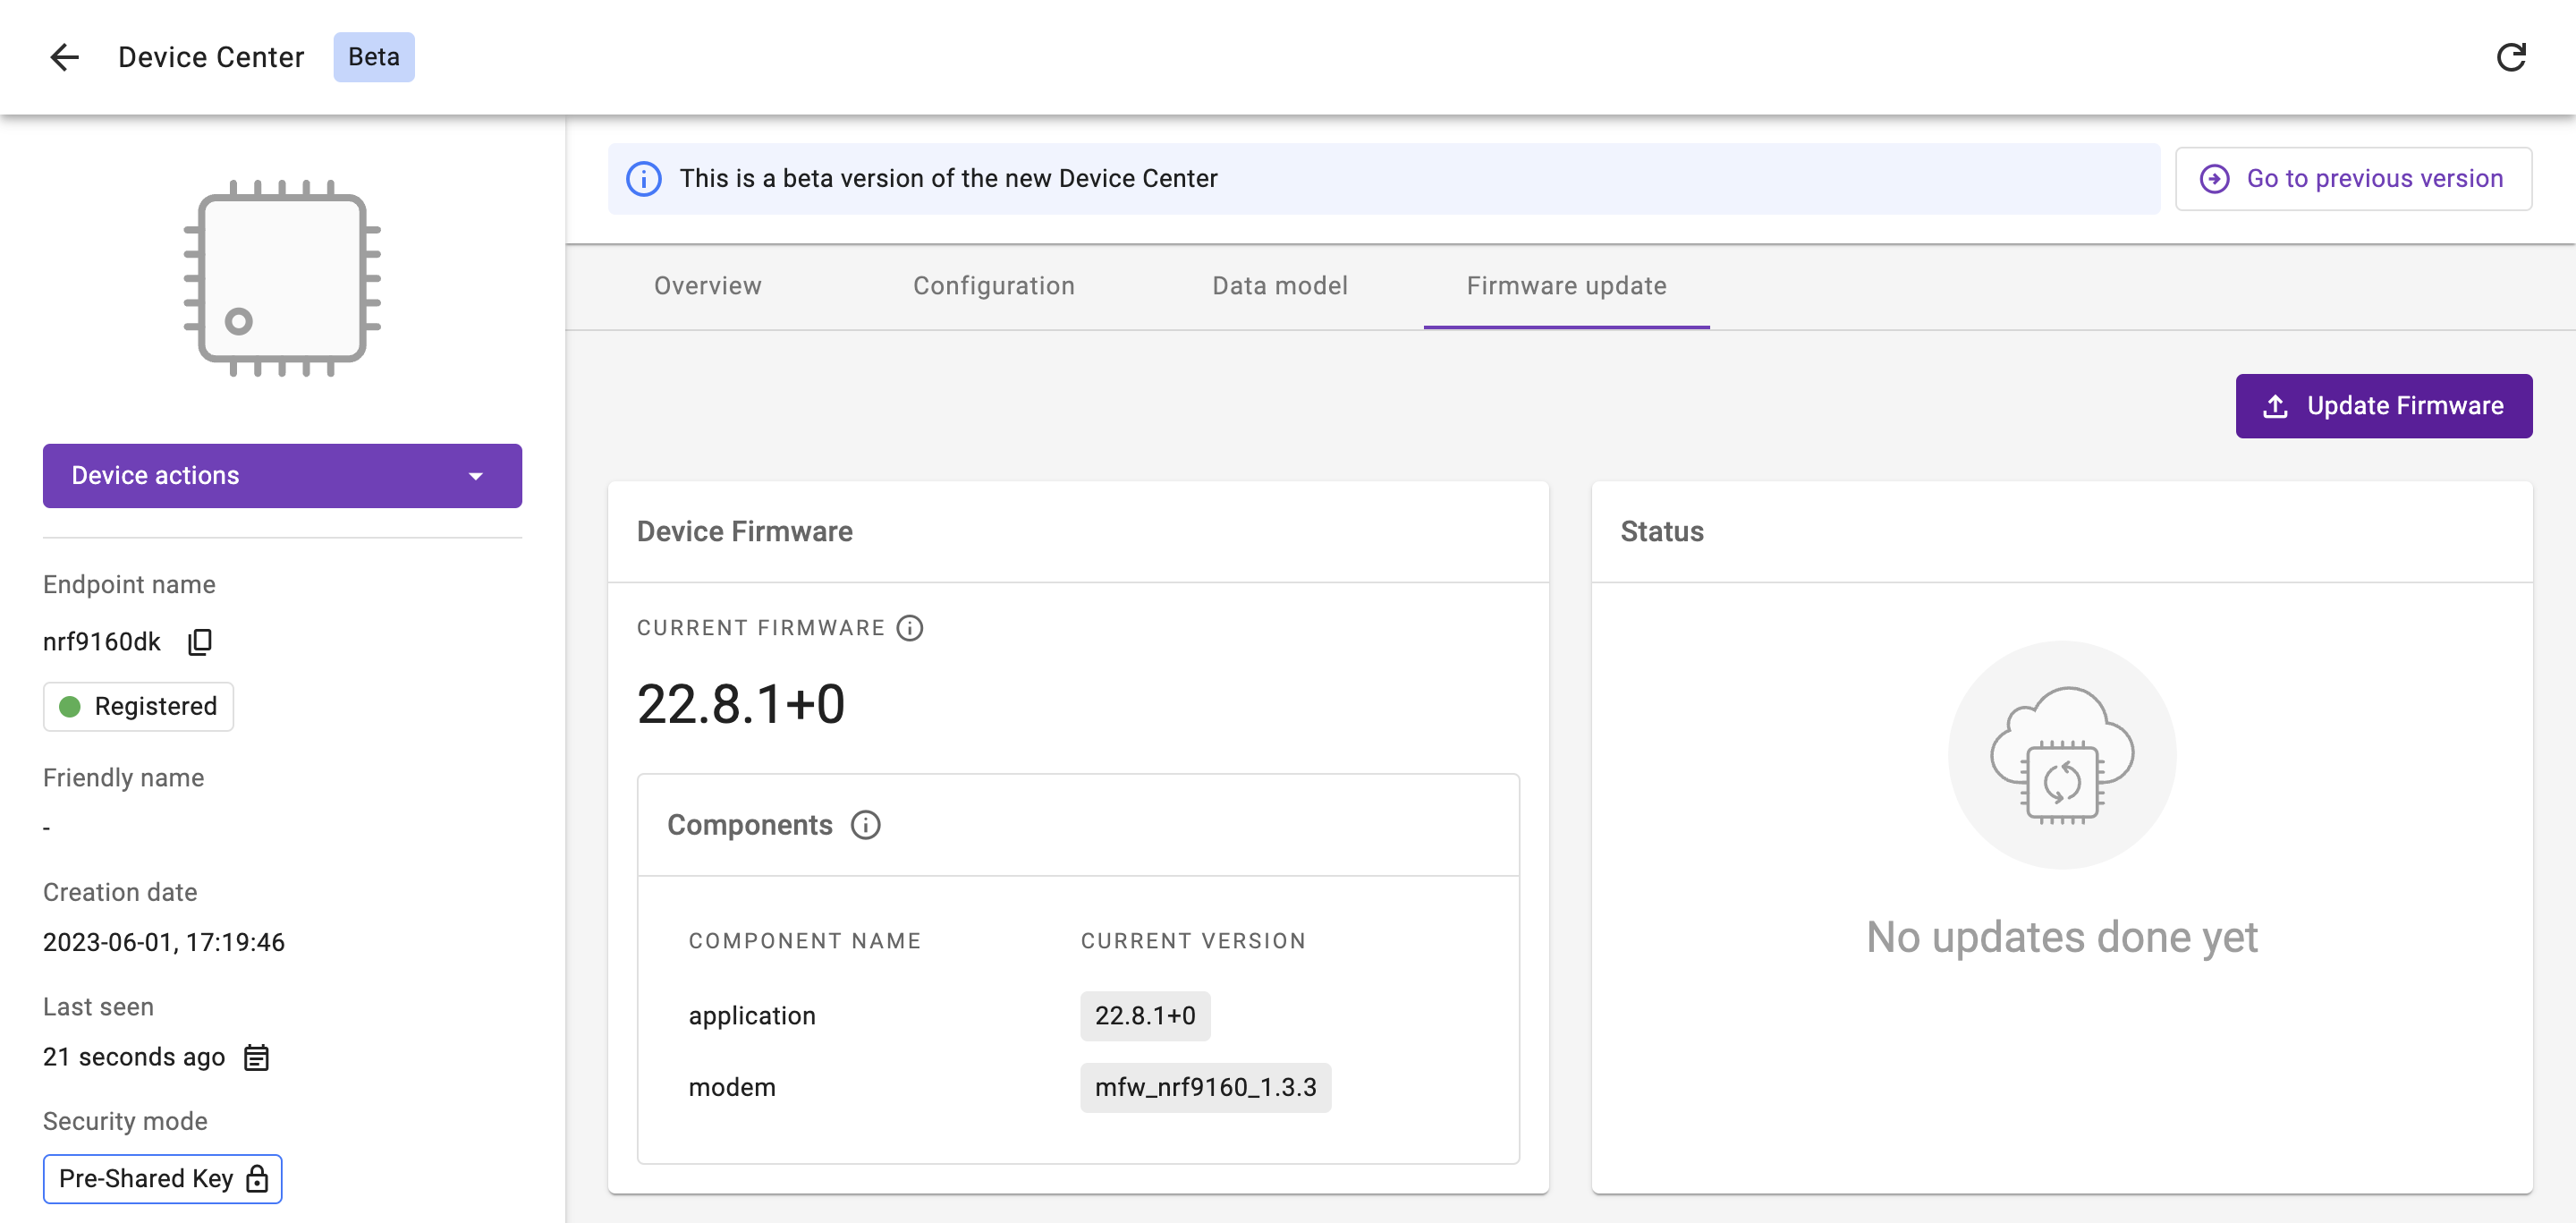 Device Center
Beta
This is a beta version of the new Device Center
Go to previous version
Overview
Configuration
Data model
Firmware update
Update Firmware
Device actions
Endpoint name
nrf9160dk
Registered
Friendly name
-
Creation date
2023-06-01, 17:19:46
Last seen
21 seconds ago
Security mode
Pre-Shared Key
Device Firmware
CURRENT FIRMWARE
22.8.1+0
Components
COMPONENT NAME
CURRENT VERSION
application
22.8.1+0
modem
mfw_nrf9160_1.3.3
Status
No updates done yet